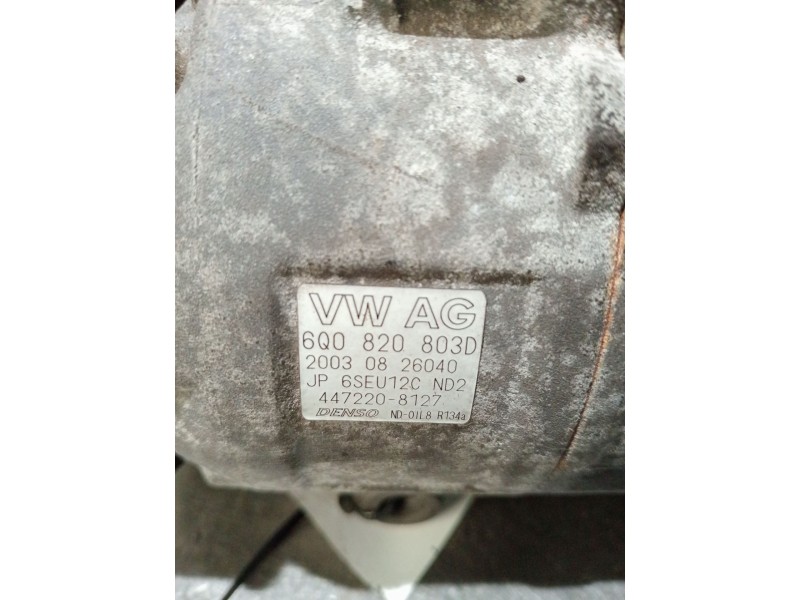 VW AG
6Q0 820 803D
2003 08 26040
JP 6SEU12C ND2
447220-8127
DENSO ND-OIL8 R134a